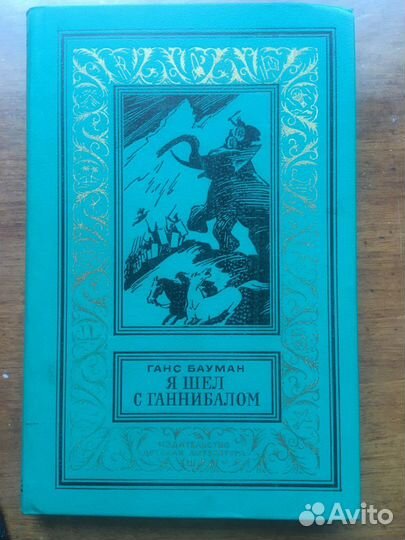 ГАНС БАУМАН
Я ШЕЛ
С ГАННИБАЛОМ
ИЗДАТЕЛЬСТВО
ДЕТСКАЯ ЛИТЕРАТУРА
Avito